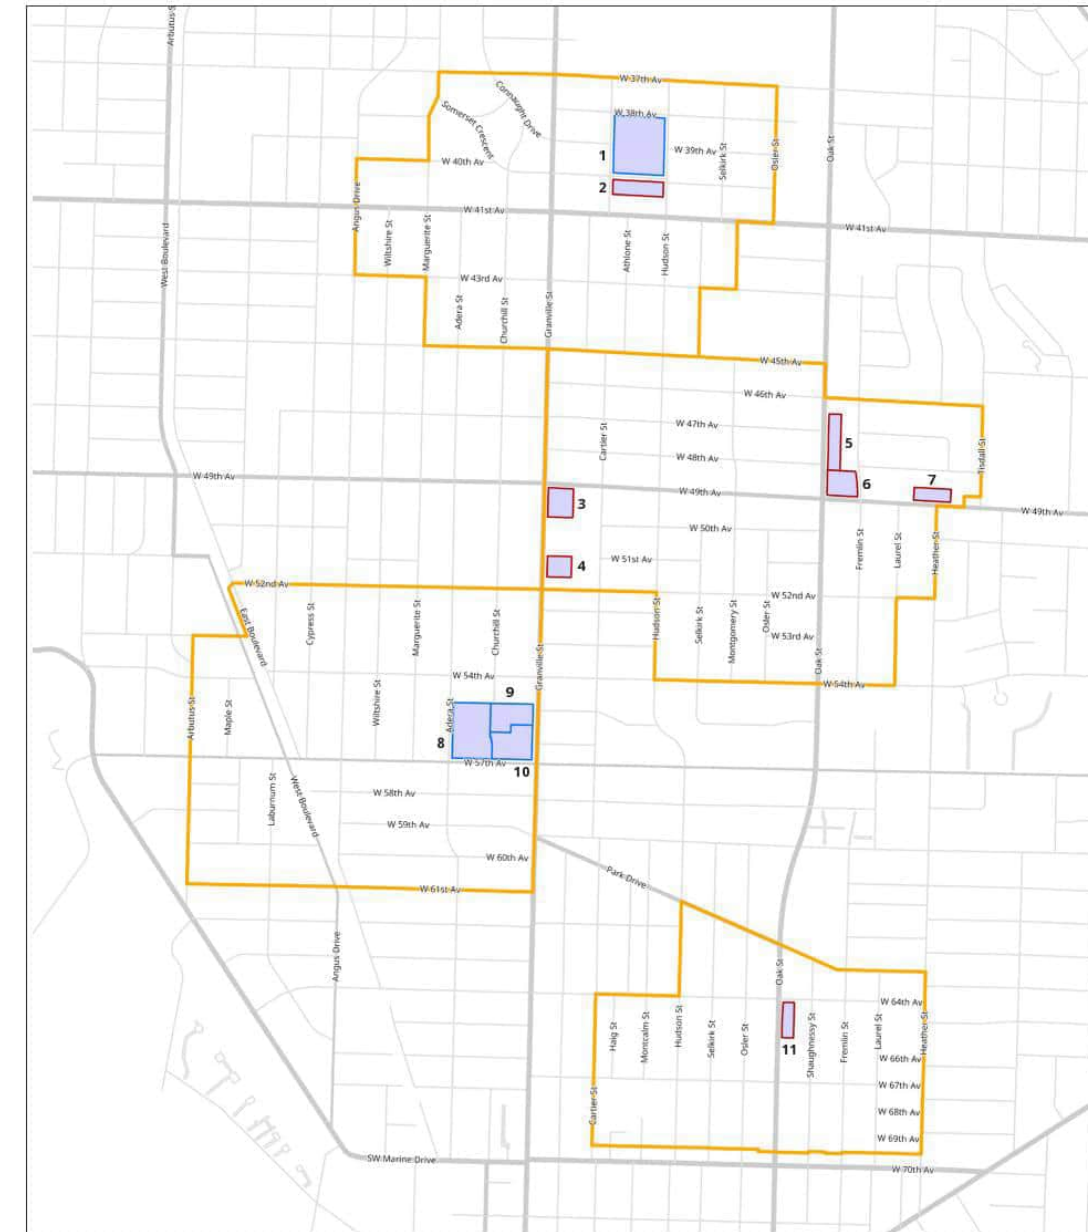 Arbutus S
W 37th Av
Connaught Drive
Somerset Crescent
W 38th Av
1
W 39th Av
Selkirk St
Osler St
Oak St
W 40th Av
2
Angus Drive
W 41st Av
W 41st Av
West Boulevard
Wiltshire St
Marguerite St
Athlone St
Hudson St
W 43rd Av
Adera St
Churchill St
Granville St
W 45th Av
W 46th Av
Cartier St
W 47th Av
5
Tisdall St
W 48th Av
W 49th Av
W 49th Av
6
7
3
W 49th Av
W 50th Av
Fremlin St
Laurel St
Heather St
W 51st Av
4
W 52nd Av
W 52nd Av
East Boulevard
Cypress St
Marguerite St
Churchill St
Hudson St
Selkirk St
Montgomery St
Osler St
W 53rd Av
Granville St
Oak St
W 54th Av
W 54th Av
Arbutus St
Maple St
Wiltshire St
Adera St
9
8
W 57th Av
10
Laburnum St
West Boulevard
W 58th Av
W 59th Av
W 60th Av
Park Drive
W 61st Av
Angus Drive
Oak St
W 64th Av
Haig St
Montcalm St
Hudson St
Selkirk St
Osler St
11
Shaughnessy St
Fremlin St
Laurel St
Heather St
W 66th Av
W 67th Av
Cartier St
W 68th Av
W 69th Av
SW Marine Drive
W 70th Av